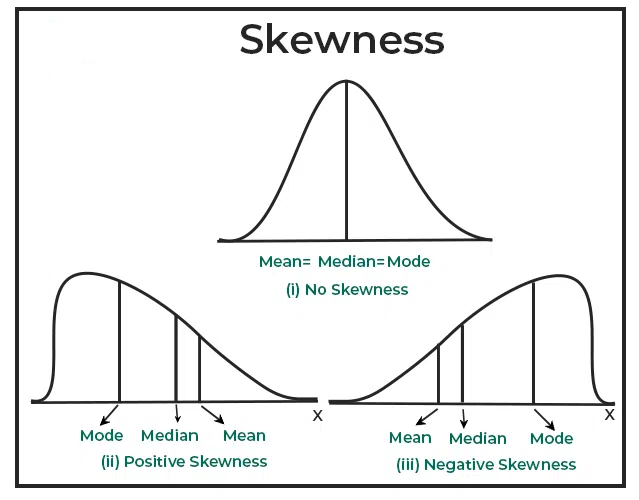 Skewness
Mean= Median=Mode
(i) No Skewness
X
X
Mode Median Mean
Mean Median Mode
(ii) Positive Skewness
(iii) Negative Skewness